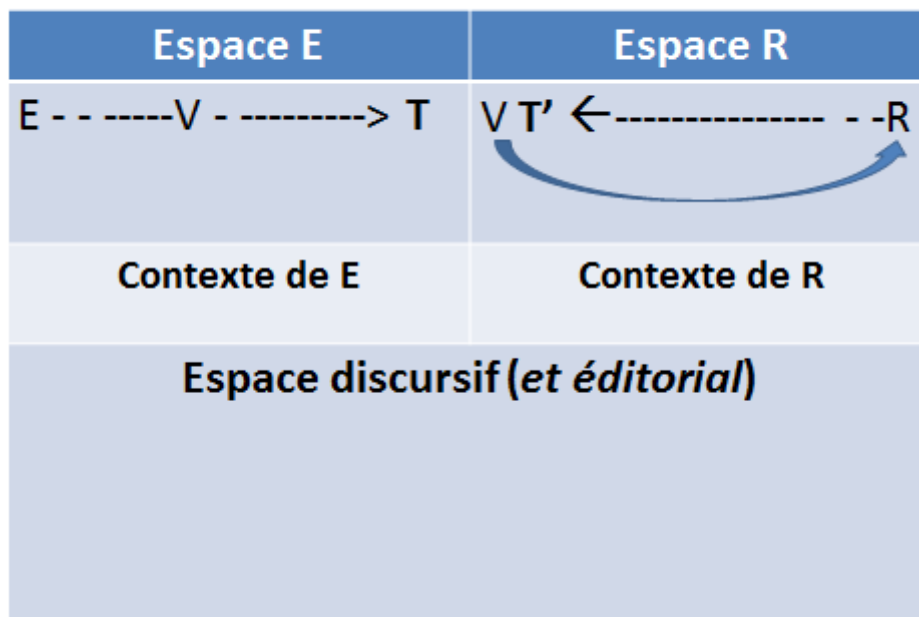 Espace E
Espace R
E - - -----V - ---------> T
V T’ ←--------------- - -R
Contexte de E
Contexte de R
Espace discursif (et éditorial)